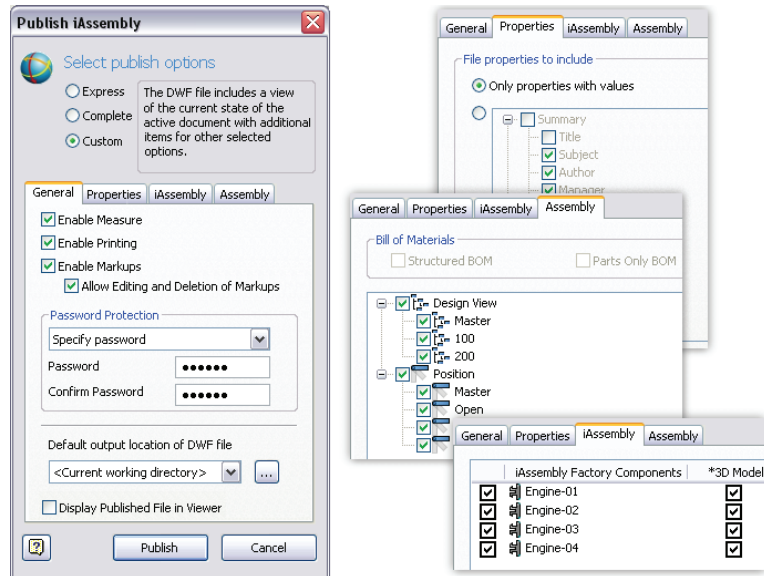 Publish iAssembly
Select publish options
Express
Complete
Custom
The DWF file includes a view
of the current state of the
active document with additional
items for other selected
options.
General Properties iAssembly Assembly
Enable Measure
Enable Printing
Enable Markups
Allow Editing and Deletion of Markups
Password Protection
Specify password
Password ●●●●●●
Confirm Password ●●●●●●
Default output location of DWF file
<Current working directory> ...
Display Published File in Viewer
? Publish Cancel
General Properties iAssembly Assembly
File properties to include
Only properties with values
Summary
Title
Subject
Author
Manager
General Properties iAssembly Assembly
Bill of Materials
Structured BOM Parts Only BOM
Design View
Master
100
200
Position
Master
Open
General Properties iAssembly Assembly
iAssembly Factory Components *3D Model
Engine-01
Engine-02
Engine-03
Engine-04